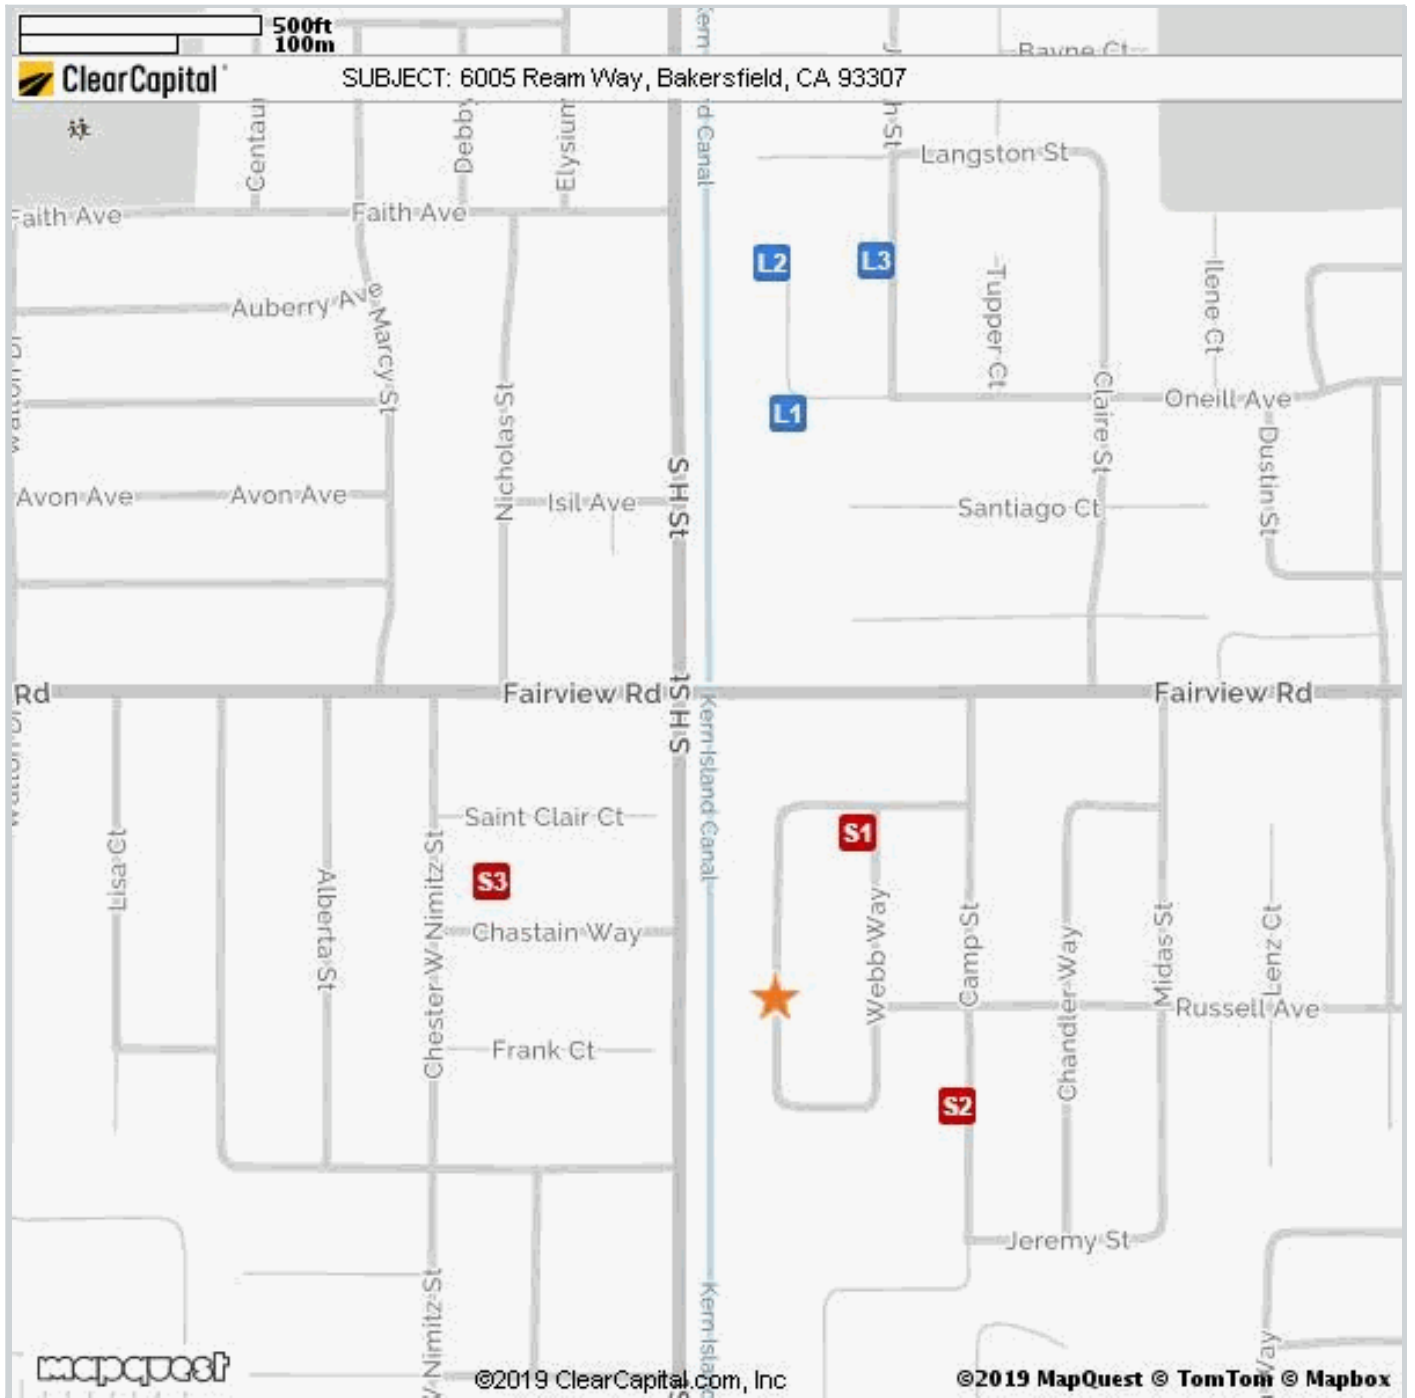 500ft
100m
ClearCapital
SUBJECT: 6005 Ream Way, Bakersfield, CA 93307
Rayne Ct
Centaur
Debby
Elysium
Langston St
Faith Ave
Faith Ave
L2
L3
Auberry Ave
Marcy St
Tupper Ct
Ilene Ct
Nicholas St
L1
Claire St
Oneill Ave
Dustin St
Avon Ave
Avon Ave
Isil Ave
S H St
Santiago Ct
Rd
Fairview Rd
S H St
Fairview Rd
Kern Island Canal
Saint Clair Ct
S1
Lisa Ct
Alberta St
Chester W Nimitz St
S3
Chastain Way
Webb Way
Camp St
Chandler Way
Midas St
Lenz Ct
Russell Ave
Frank Ct
S2
Jeremy St
Nimitz St
Way
mapquest
©2019 ClearCapital.com, Inc
©2019 MapQuest © TomTom © Mapbox